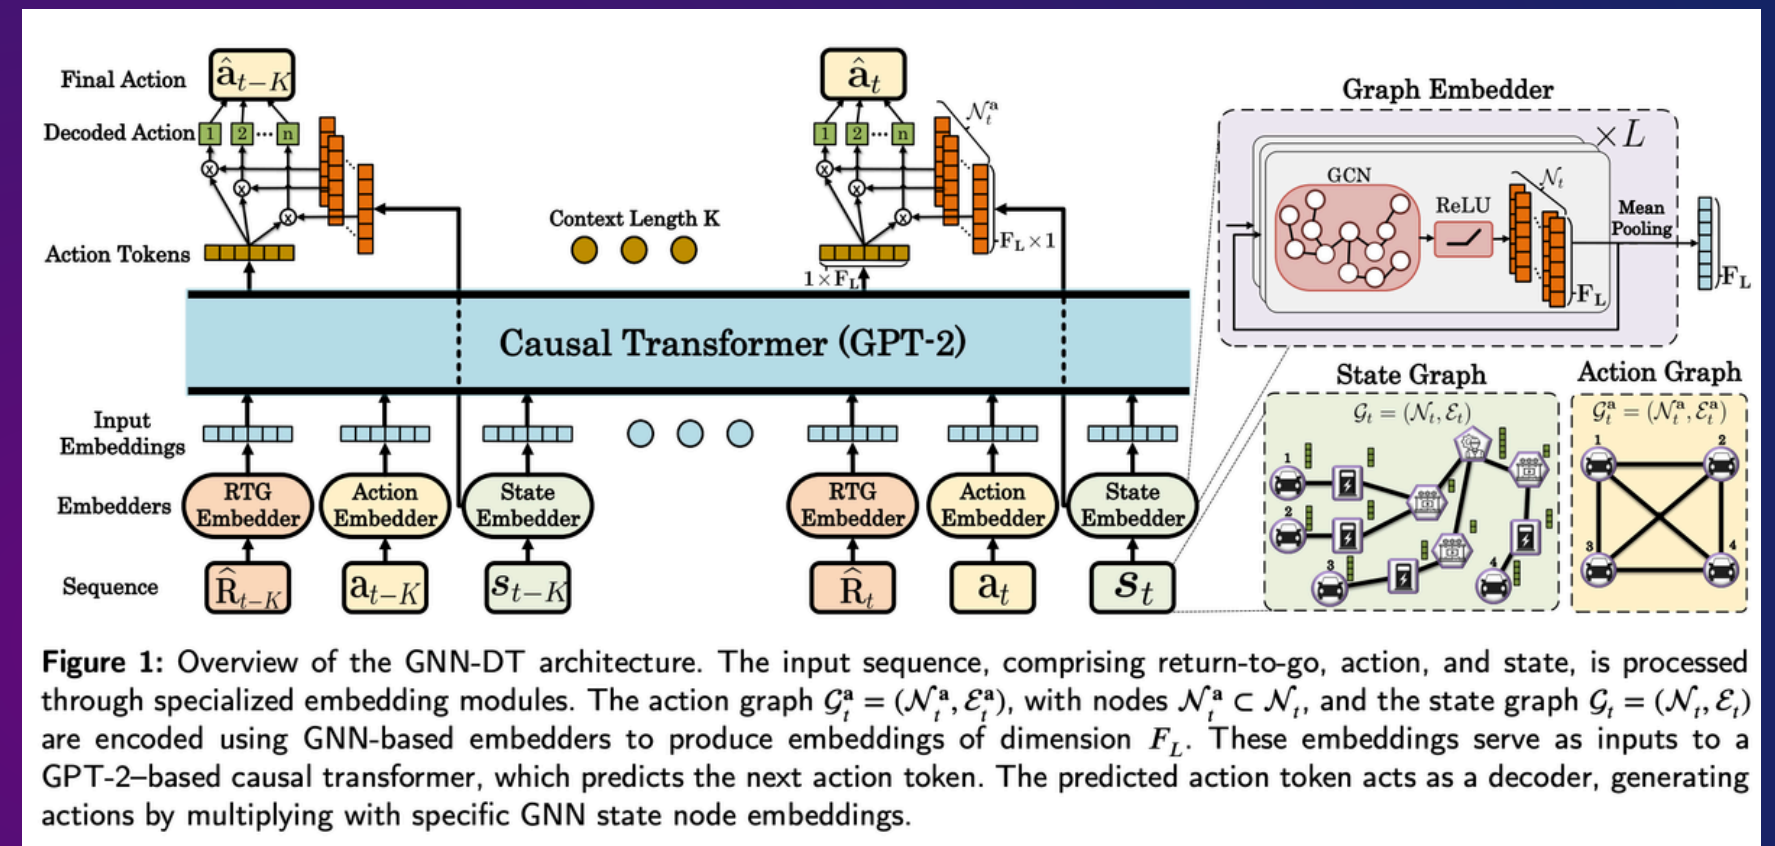 Final Action
â_{t−K}
â_t
Decoded Action
1 2 ··· n
1 2 ··· n
𝒩_t^a
Context Length K
F_L×1
Action Tokens
1×F_L
Causal Transformer (GPT-2)
Input
Embeddings
Embedders
RTG
Embedder
Action
Embedder
State
Embedder
RTG
Embedder
Action
Embedder
State
Embedder
Sequence
R̂_{t−K}
a_{t−K}
s_{t−K}
R̂_t
a_t
s_t
Graph Embedder
×L
GCN
ReLU
𝒩_t
F_L
Mean
Pooling
F_L
State Graph
𝒢_t = (𝒩_t, ℰ_t)
1
2
3
4
Action Graph
𝒢_t^a = (𝒩_t^a, ℰ_t^a)
1 2
3 4
Figure 1: Overview of the GNN-DT architecture. The input sequence, comprising return-to-go, action, and state, is processed
through specialized embedding modules. The action graph 𝒢_t^a = (𝒩_t^a, ℰ_t^a), with nodes 𝒩_t^a ⊂ 𝒩_t, and the state graph 𝒢_t = (𝒩_t, ℰ_t)
are encoded using GNN-based embedders to produce embeddings of dimension F_L. These embeddings serve as inputs to a
GPT-2–based causal transformer, which predicts the next action token. The predicted action token acts as a decoder, generating
actions by multiplying with specific GNN state node embeddings.